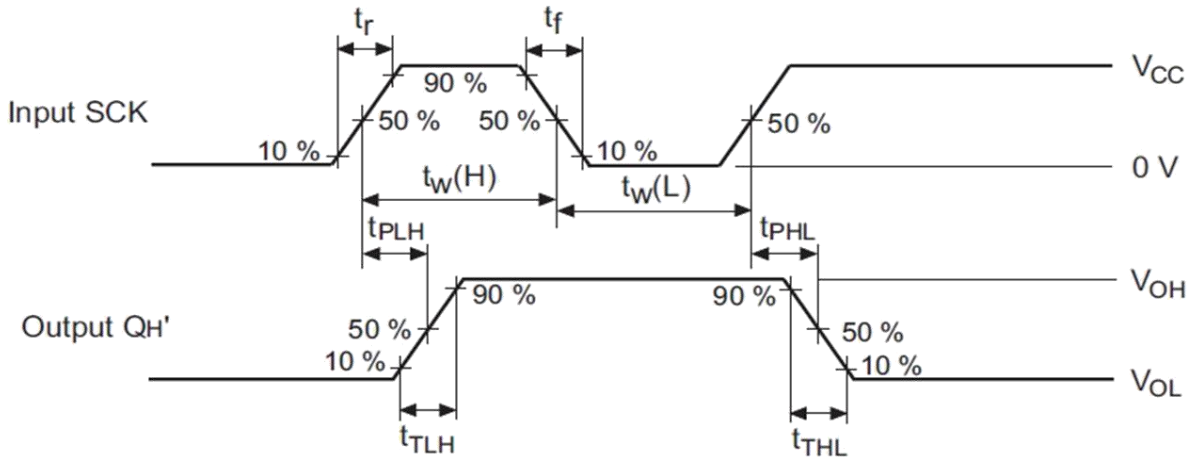 tr
tf
VCC
90 %
Input SCK
50 %
50 %
50 %
10 %
10 %
0 V
tW(H)
tW(L)
tPLH
tPHL
VOH
90 %
90 %
Output QH'
50 %
50 %
10 %
10 %
VOL
tTLH
tTHL